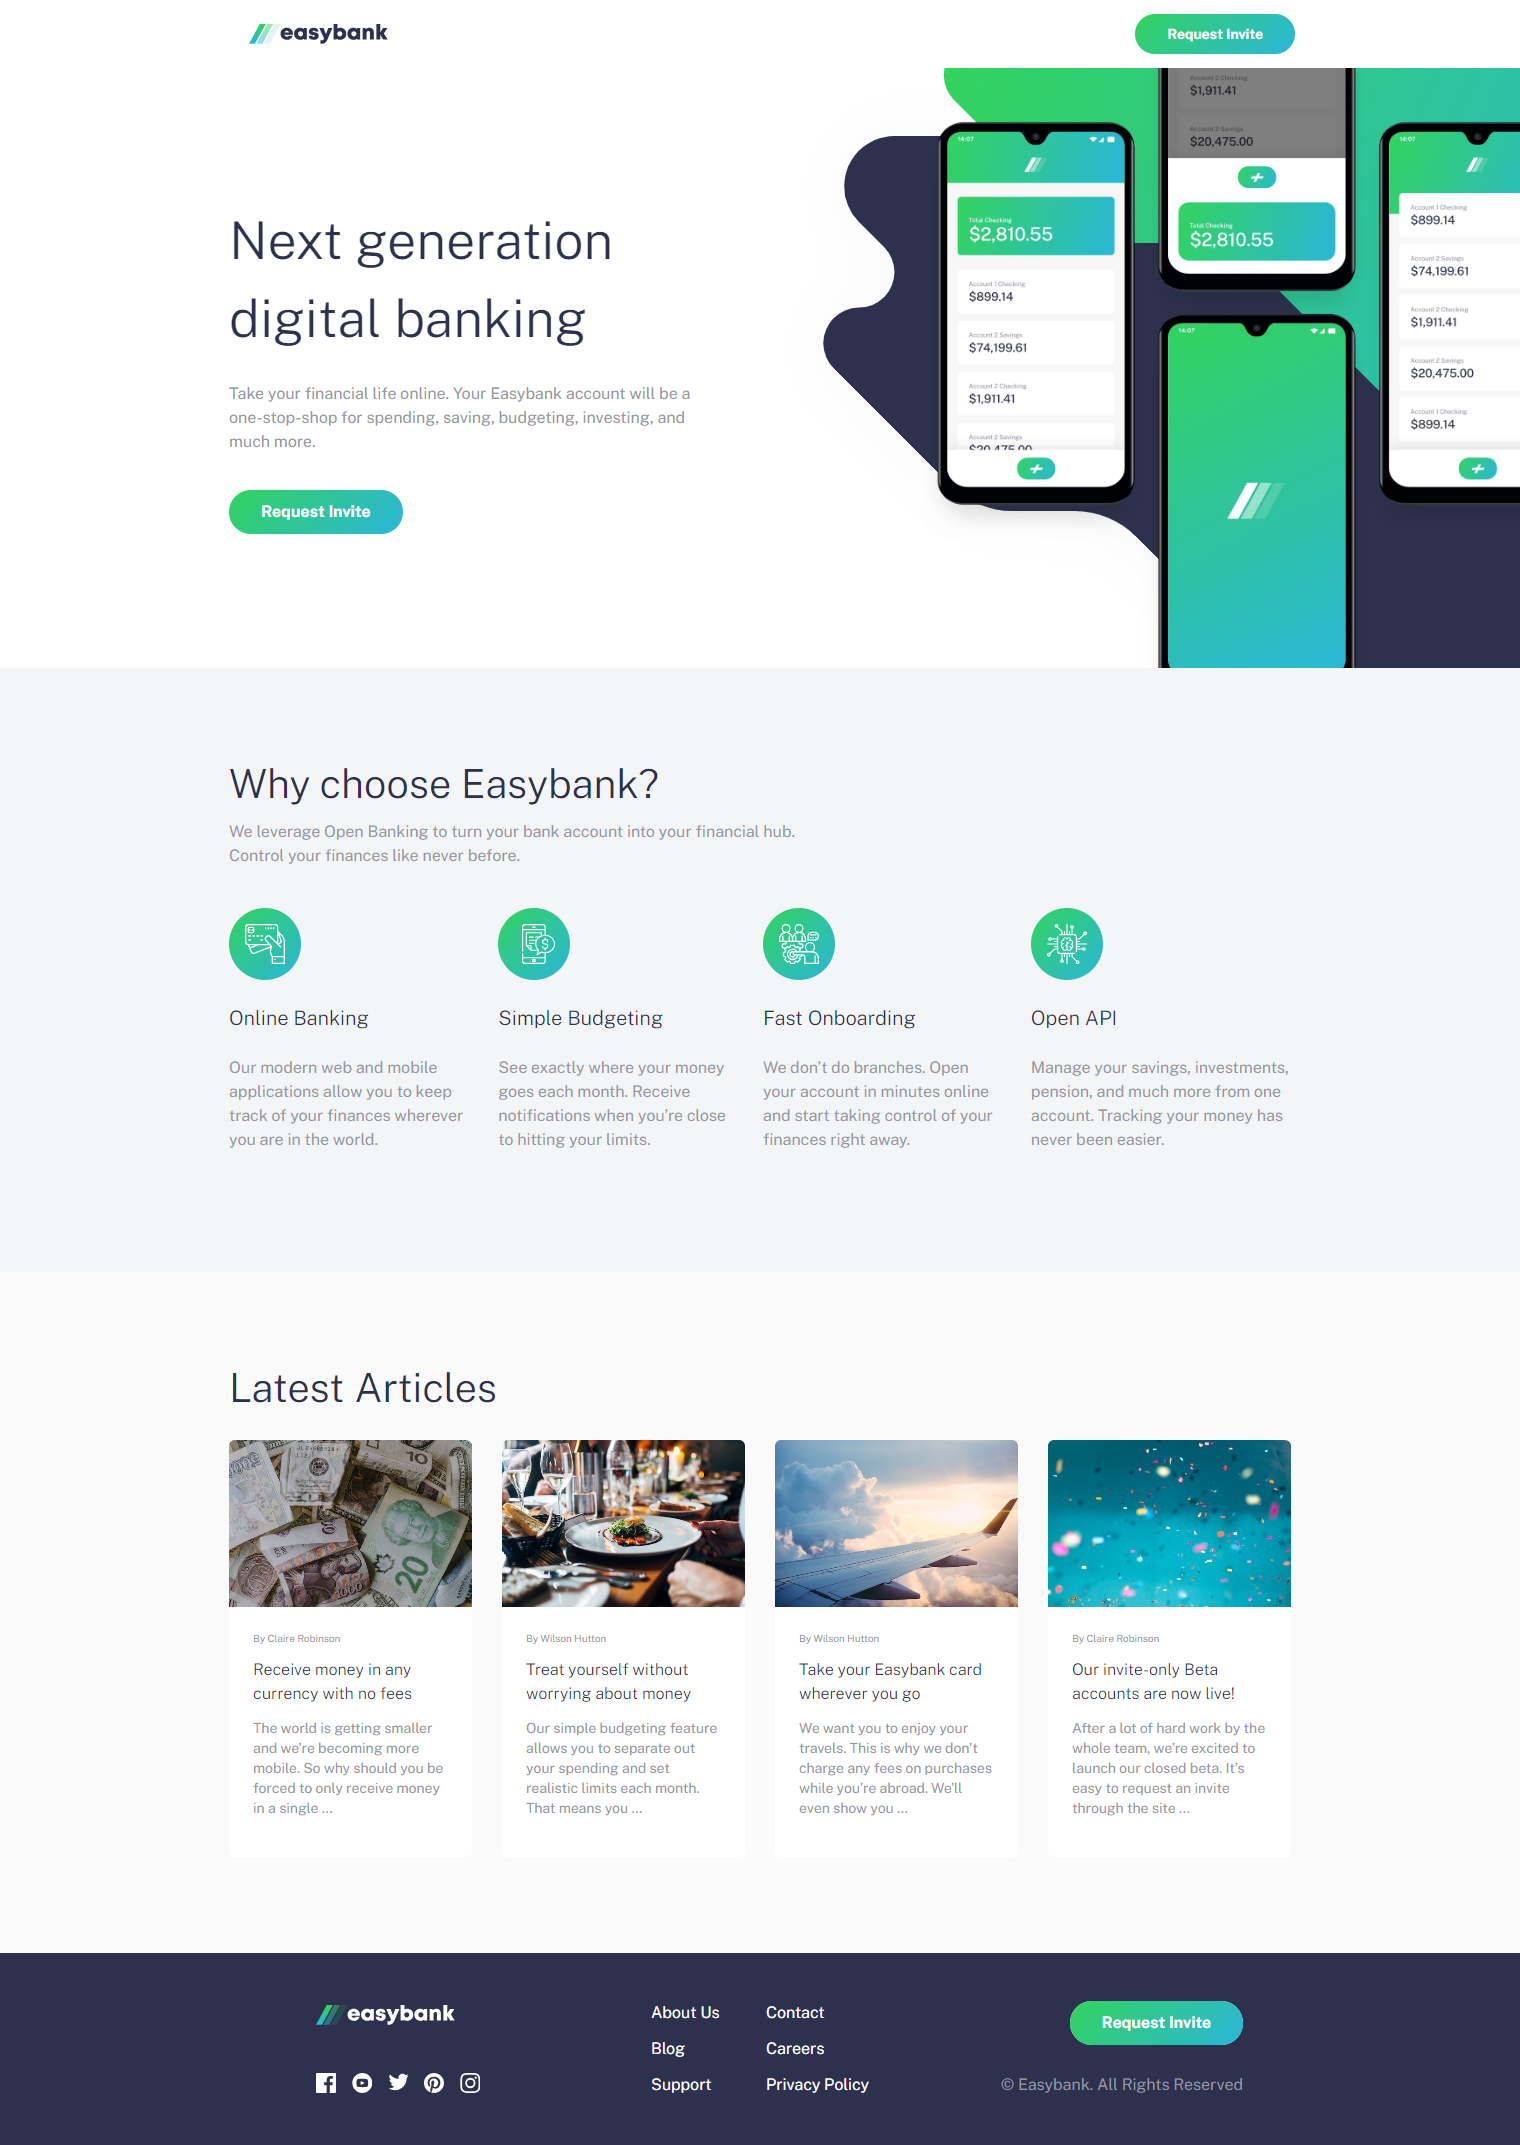 easybank
Request Invite
Next generation
digital banking
Take your financial life online. Your Easybank account will be a
one-stop-shop for spending, saving, budgeting, investing, and
much more.
Request Invite
14:07
Total Checking
$2,810.55
Account 1 Checking
$899.14
Account 2 Savings
$74,199.61
Account 2 Checking
$1,911.41
Account 2 Savings
$20,475.00
Account 2 Checking
$1,911.41
Account 2 Savings
$20,475.00
Total Checking
$2,810.55
14:07
14:07
Account 1 Checking
$899.14
Account 2 Savings
$74,199.61
Account 2 Checking
$1,911.41
Account 2 Savings
$20,475.00
Account 1 Checking
$899.14
Why choose Easybank?
We leverage Open Banking to turn your bank account into your financial hub.
Control your finances like never before.
Online Banking
Our modern web and mobile
applications allow you to keep
track of your finances wherever
you are in the world.
Simple Budgeting
See exactly where your money
goes each month. Receive
notifications when you’re close
to hitting your limits.
Fast Onboarding
We don’t do branches. Open
your account in minutes online
and start taking control of your
finances right away.
Open API
Manage your savings, investments,
pension, and much more from one
account. Tracking your money has
never been easier.
Latest Articles
By Claire Robinson
Receive money in any
currency with no fees
The world is getting smaller
and we’re becoming more
mobile. So why should you be
forced to only receive money
in a single …
By Wilson Hutton
Treat yourself without
worrying about money
Our simple budgeting feature
allows you to separate out
your spending and set
realistic limits each month.
That means you …
By Wilson Hutton
Take your Easybank card
wherever you go
We want you to enjoy your
travels. This is why we don’t
charge any fees on purchases
while you’re abroad. We’ll
even show you …
By Claire Robinson
Our invite-only Beta
accounts are now live!
After a lot of hard work by the
whole team, we’re excited to
launch our closed beta. It’s
easy to request an invite
through the site ...
easybank
About Us
Blog
Support
Contact
Careers
Privacy Policy
Request Invite
© Easybank. All Rights Reserved